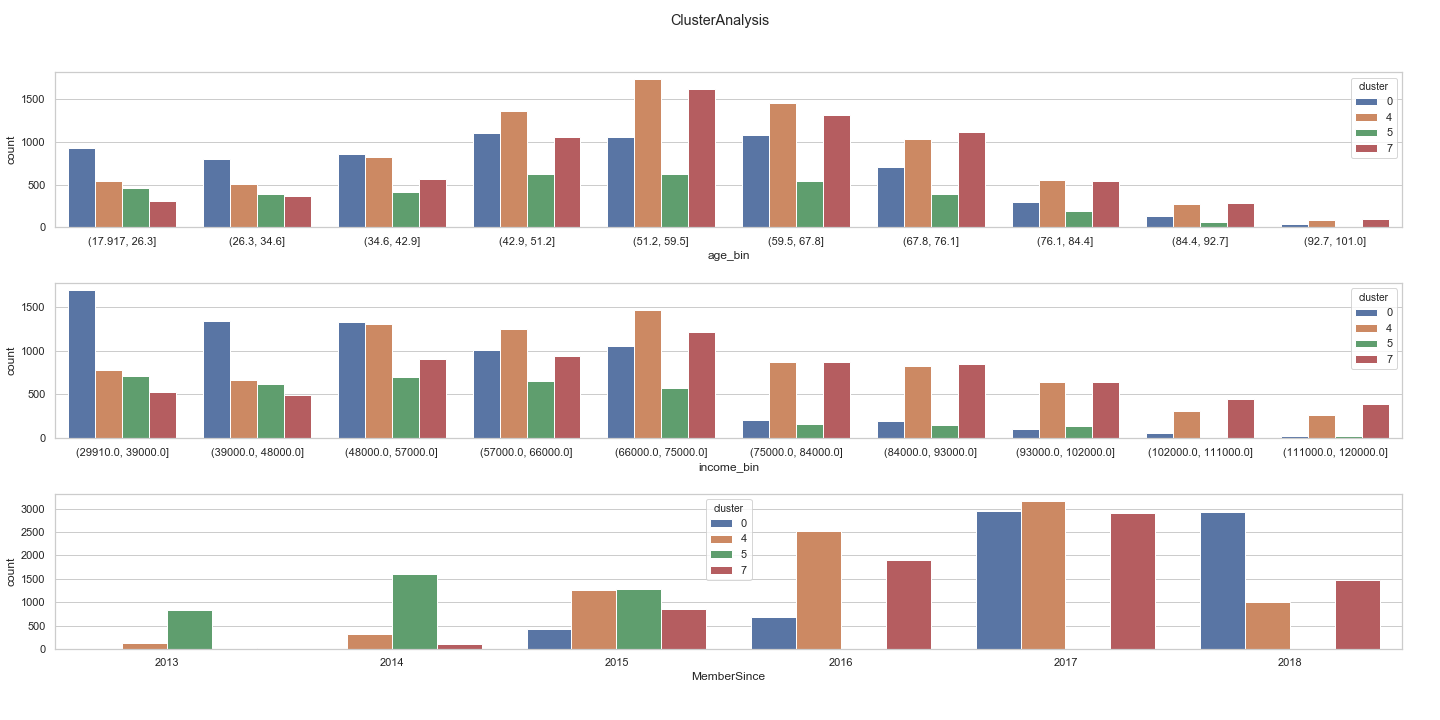 ClusterAnalysis
count
1500
1000
500
0
cluster
0
4
5
7
(17.917, 26.3] (26.3, 34.6] (34.6, 42.9] (42.9, 51.2] (51.2, 59.5] (59.5, 67.8] (67.8, 76.1] (76.1, 84.4] (84.4, 92.7] (92.7, 101.0]
age_bin
count
1500
1000
500
0
cluster
0
4
5
7
(29910.0, 39000.0] (39000.0, 48000.0] (48000.0, 57000.0] (57000.0, 66000.0] (66000.0, 75000.0] (75000.0, 84000.0] (84000.0, 93000.0] (93000.0, 102000.0] (102000.0, 111000.0] (111000.0, 120000.0]
income_bin
count
3000
2500
2000
1500
1000
500
0
cluster
0
4
5
7
2013 2014 2015 2016 2017 2018
MemberSince